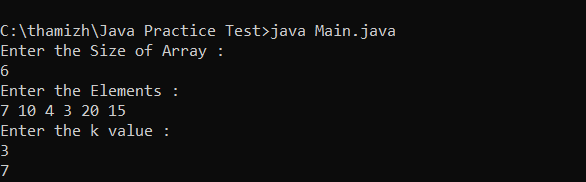 C:\thamizh\Java Practice Test>java Main.java
Enter the Size of Array :
6
Enter the Elements :
7 10 4 3 20 15
Enter the k value :
3
7